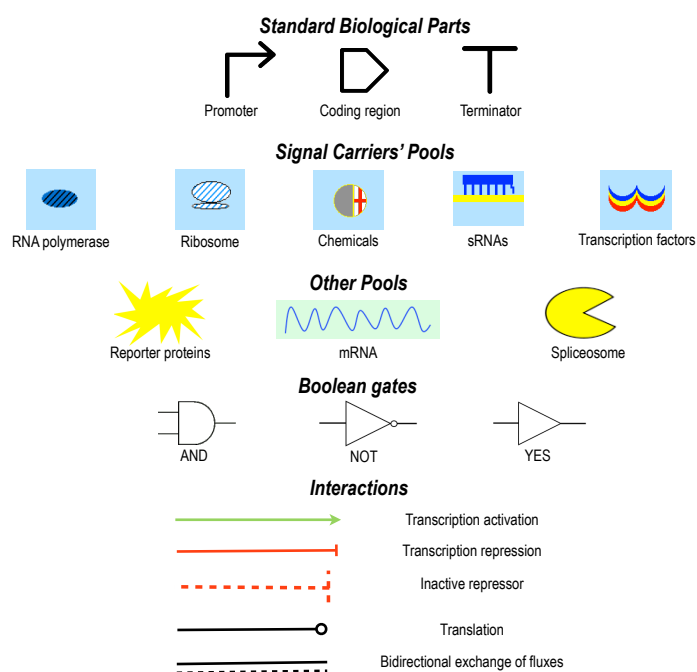 Standard Biological Parts
Promoter Coding region Terminator
Signal Carriers' Pools
RNA polymerase Ribosome Chemicals sRNAs Transcription factors
Other Pools
Reporter proteins mRNA Spliceosome
Boolean gates
AND NOT YES
Interactions
Transcription activation
Transcription repression
Inactive repressor
Translation
Bidirectional exchange of fluxes